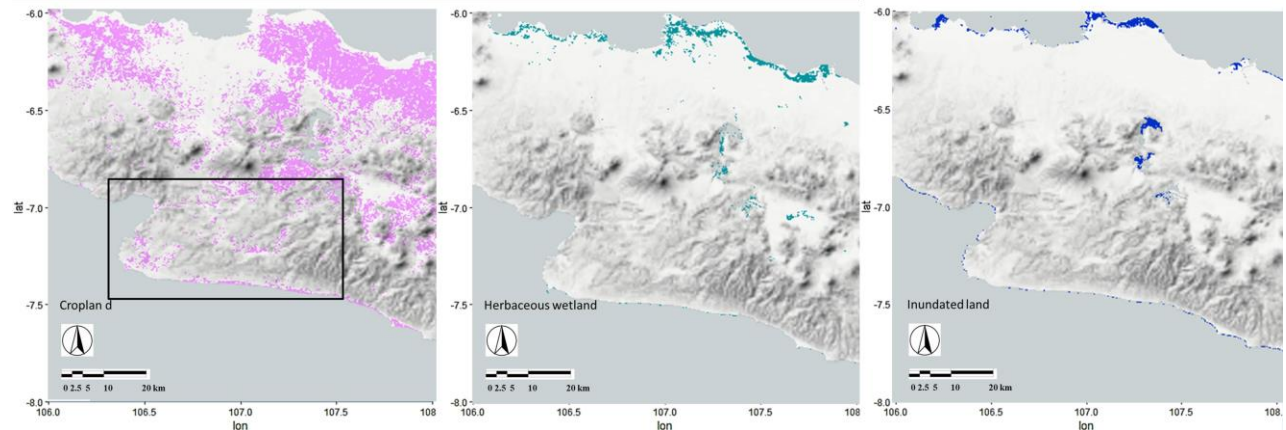 -6.0
-6.5
-7.0
-7.5
-8.0
lat
Croplan d
0 2.5 5 10 20 km
106.0 106.5 107.0 107.5 108
lon
-6.0
-6.5
-7.0
-7.5
-8.0
lat
Herbaceous wetland
0 2.5 5 10 20 km
106.0 106.5 107.0 107.5 108
lon
-6.0
-6.5
-7.0
-7.5
-8.0
lat
Inundated land
0 2.5 5 10 20 km
106.0 106.5 107.0 107.5 108.
lon